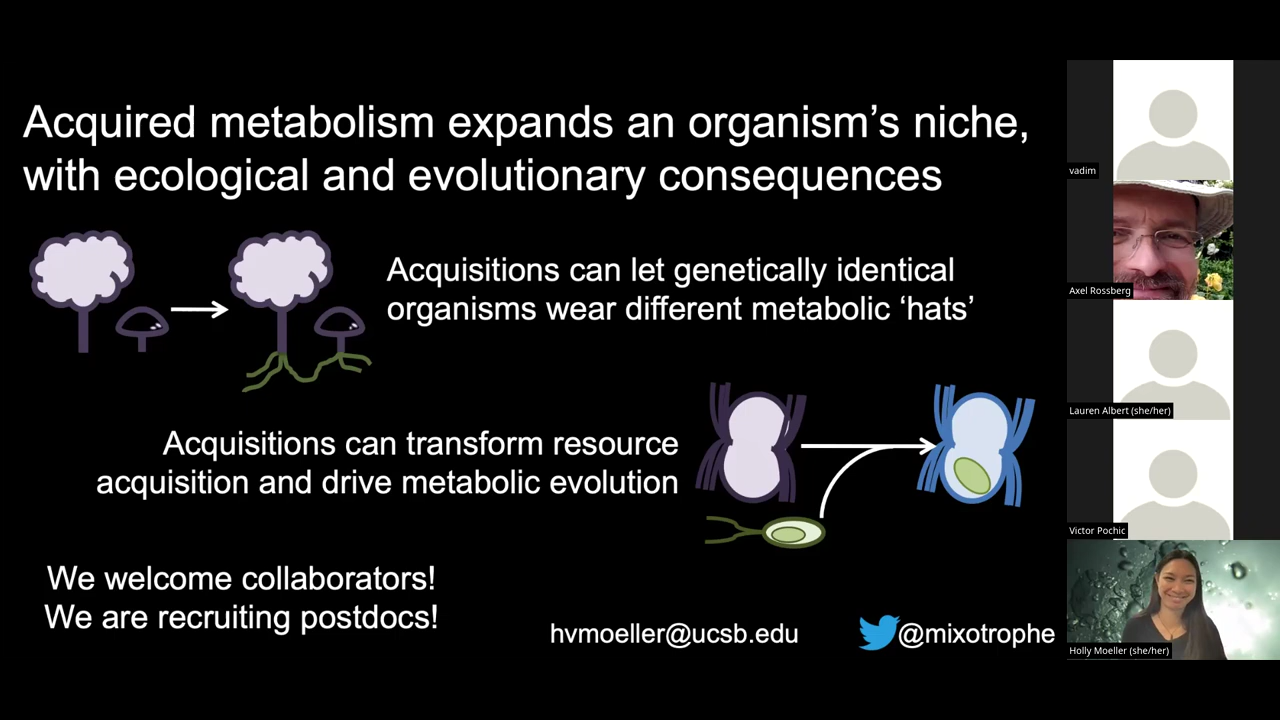 Acquired metabolism expands an organism’s niche,
with ecological and evolutionary consequences
Acquisitions can let genetically identical
organisms wear different metabolic ‘hats’
Acquisitions can transform resource
acquisition and drive metabolic evolution
We welcome collaborators!
We are recruiting postdocs!
hvmoeller@ucsb.edu
@mixotrophe
vadim
Axel Rossberg
Lauren Albert (she/her)
Victor Pochic
Holly Moeller (she/her)